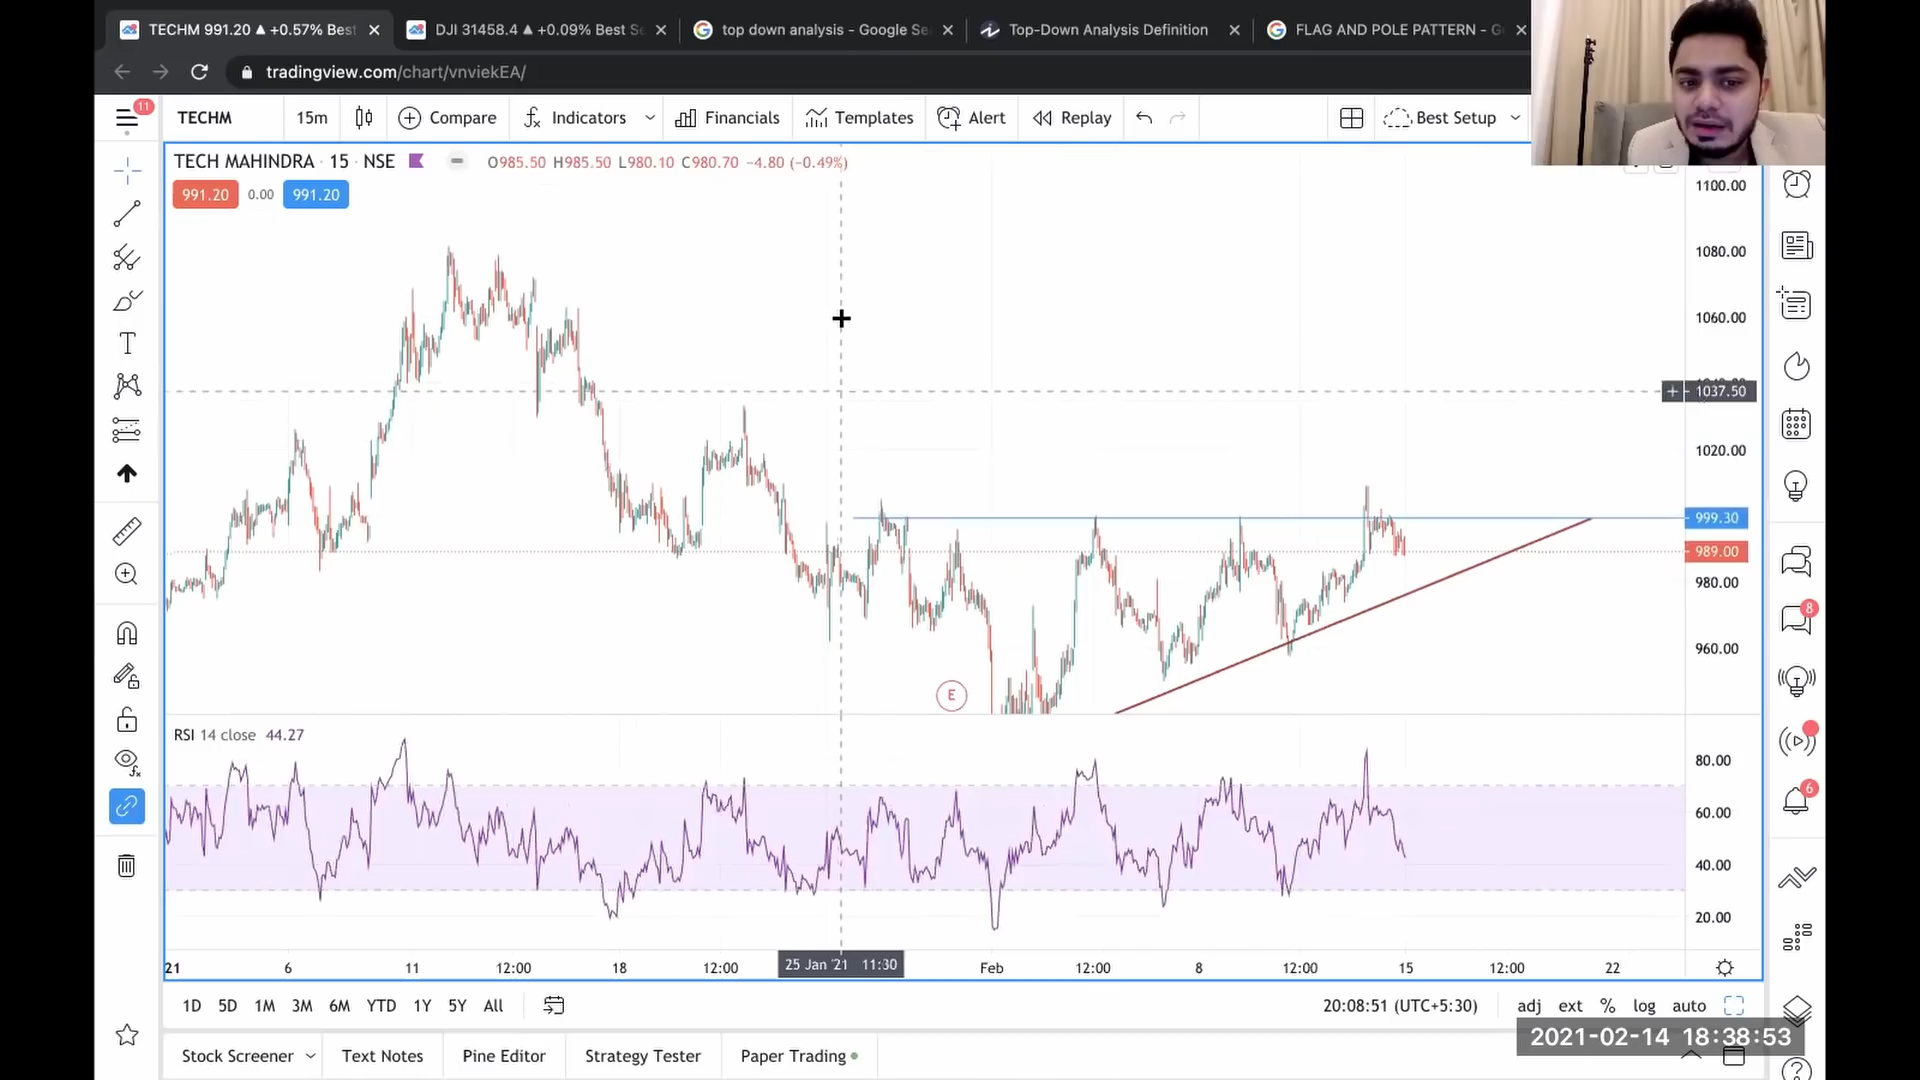 TECHM 991.20 ▲ +0.57% Best
DJI 31458.4 ▲ +0.09% Best S
top down analysis - Google Se
Top-Down Analysis Definition
FLAG AND POLE PATTERN - G
tradingview.com/chart/vnviekEA/
11
TECHM
15m
Compare
Indicators
Financials
Templates
Alert
Replay
Best Setup
TECH MAHINDRA · 15 · NSE
O985.50 H985.50 L980.10 C980.70 −4.80 (−0.49%)
991.20
0.00
991.20
1100.00
1080.00
1060.00
1037.50
1020.00
999.30
989.00
980.00
960.00
E
RSI 14 close 44.27
80.00
60.00
40.00
20.00
8
6
21
6
11
12:00
18
12:00
25 Jan '21 11:30
Feb
12:00
8
12:00
15
12:00
22
1D 5D 1M 3M 6M YTD 1Y 5Y All
20:08:51 (UTC+5:30)
adj ext % log auto
2021-02-14 18:38:53
Stock Screener
Text Notes
Pine Editor
Strategy Tester
Paper Trading